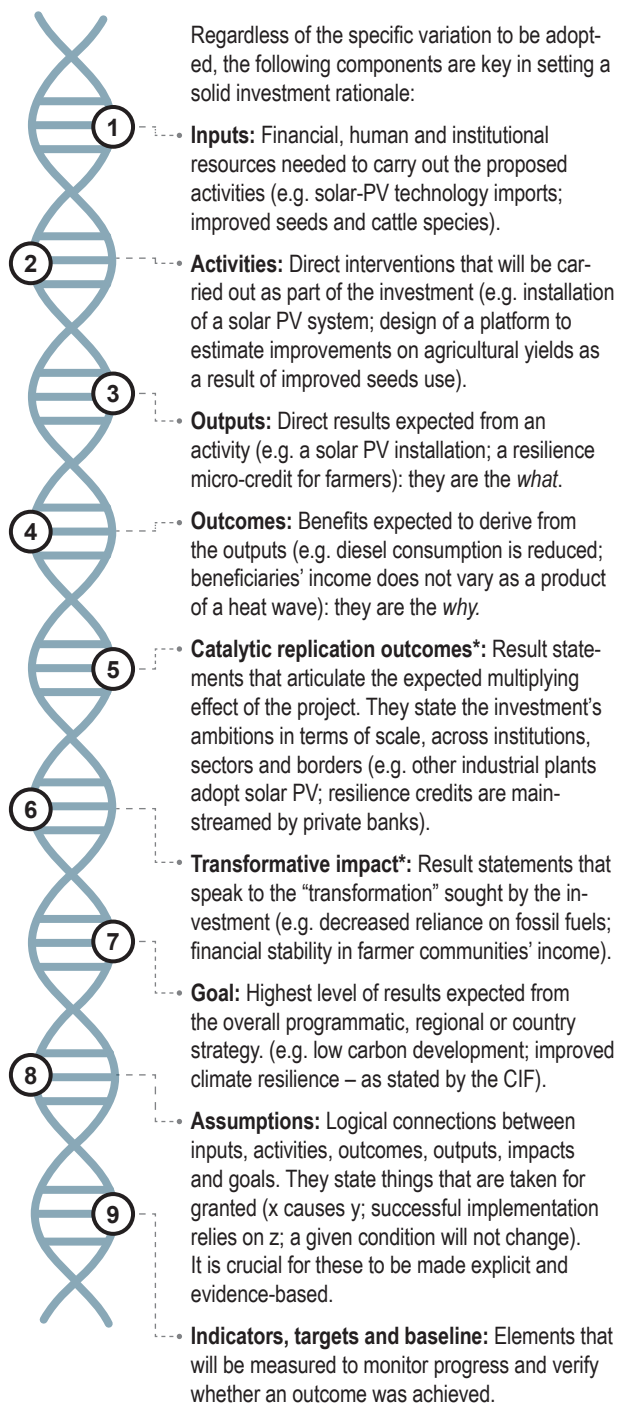 Regardless of the specific variation to be adopt-
ed, the following components are key in setting a
solid investment rationale:
1
Inputs: Financial, human and institutional
resources needed to carry out the proposed
activities (e.g. solar-PV technology imports;
improved seeds and cattle species).
2
Activities: Direct interventions that will be car-
ried out as part of the investment (e.g. installation
of a solar PV system; design of a platform to
estimate improvements on agricultural yields as
a result of improved seeds use).
3
Outputs: Direct results expected from an
activity (e.g. a solar PV installation; a resilience
micro-credit for farmers): they are the what.
4
Outcomes: Benefits expected to derive from
the outputs (e.g. diesel consumption is reduced;
beneficiaries' income does not vary as a product
of a heat wave): they are the why.
5
Catalytic replication outcomes*: Result state-
ments that articulate the expected multiplying
effect of the project. They state the investment's
ambitions in terms of scale, across institutions,
sectors and borders (e.g. other industrial plants
adopt solar PV; resilience credits are main-
streamed by private banks).
6
Transformative impact*: Result statements that
speak to the “transformation” sought by the in-
vestment (e.g. decreased reliance on fossil fuels;
financial stability in farmer communities' income).
7
Goal: Highest level of results expected from
the overall programmatic, regional or country
strategy. (e.g. low carbon development; improved
climate resilience – as stated by the CIF).
8
Assumptions: Logical connections between
inputs, activities, outcomes, outputs, impacts
and goals. They state things that are taken for
granted (x causes y; successful implementation
relies on z; a given condition will not change).
It is crucial for these to be made explicit and
evidence-based.
9
Indicators, targets and baseline: Elements that
will be measured to monitor progress and verify
whether an outcome was achieved.